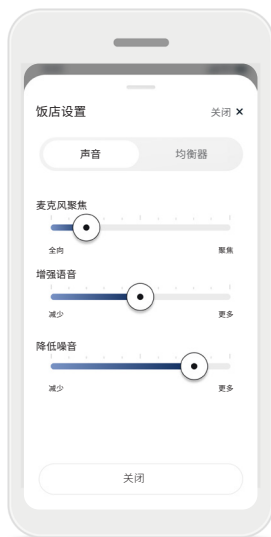 饭店设置
关闭 ×
声音 均衡器
麦克风聚焦
全向 聚焦
增强语音
减少 更多
降低噪音
减少 更多
关闭